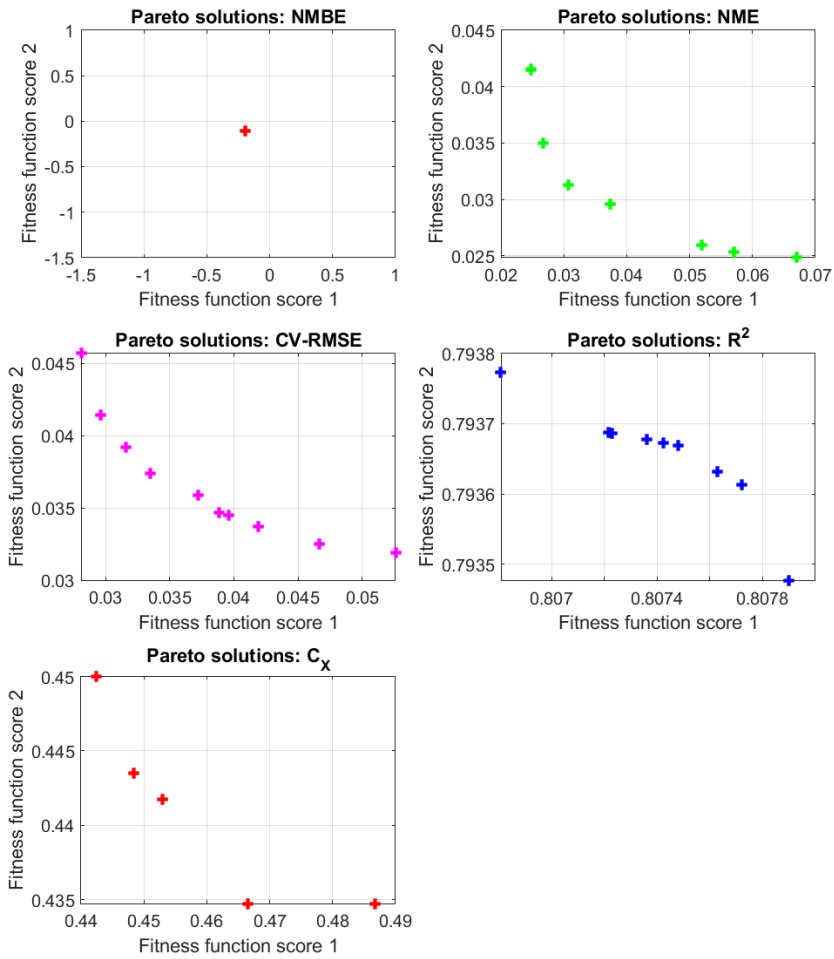 Pareto solutions: NMBE
Fitness function score 2
1
0.5
0
-0.5
-1
-1.5
-1.5 -1 -0.5 0 0.5 1
Fitness function score 1
Pareto solutions: NME
Fitness function score 2
0.045
0.04
0.035
0.03
0.025
0.02 0.03 0.04 0.05 0.06 0.07
Fitness function score 1
Pareto solutions: CV-RMSE
Fitness function score 2
0.045
0.04
0.035
0.03
0.03 0.035 0.04 0.045 0.05
Fitness function score 1
Pareto solutions: R²
Fitness function score 2
0.7938
0.7937
0.7936
0.7935
0.807 0.8074 0.8078
Fitness function score 1
Pareto solutions: C_X
Fitness function score 2
0.45
0.445
0.44
0.435
0.44 0.45 0.46 0.47 0.48 0.49
Fitness function score 1